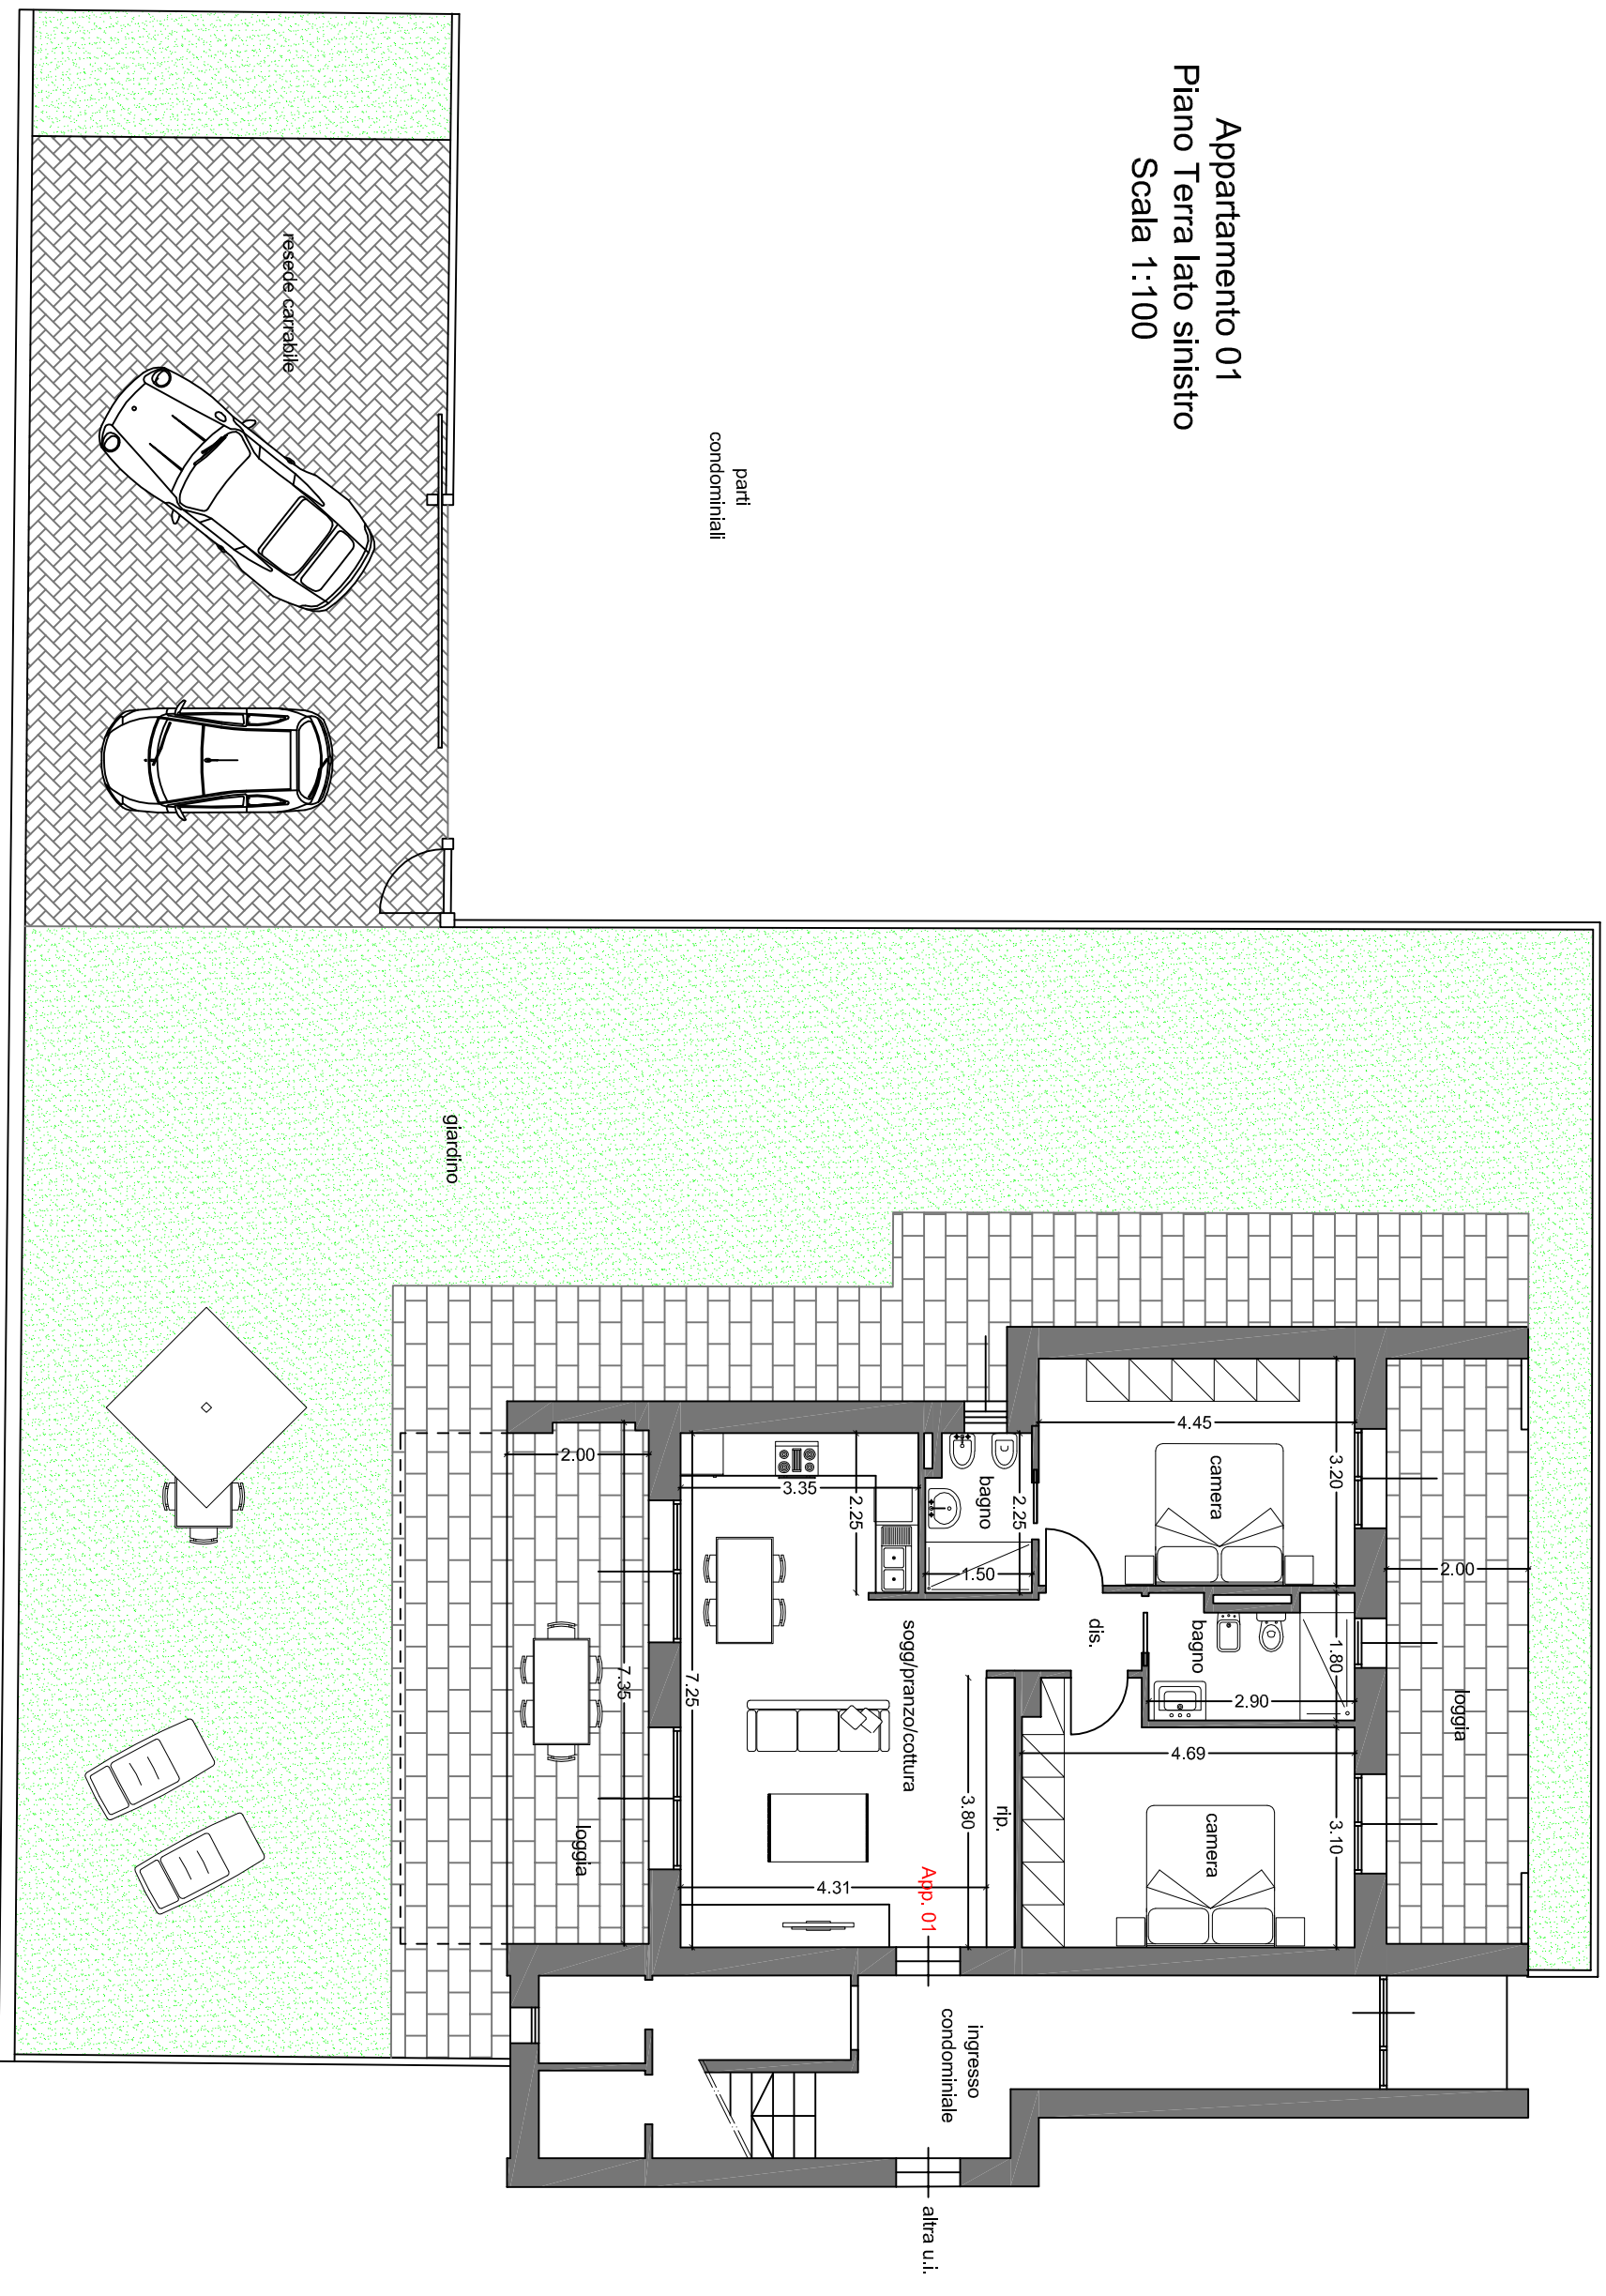 Appartamento 01
Piano Terra lato sinistro
Scala 1:100
resede carrabile
parti
condominiali
giardino
camera
4.45
3.20
2.00
loggia
bagno
2.25
1.50
3.35
2.25
2.00
7.35
loggia
7.25
sogg/pranzo/cottura
dis.
bagno
1.80
2.90
4.69
camera
3.10
rip.
3.80
4.31
App. 01
ingresso
condominiale
altra u.i.